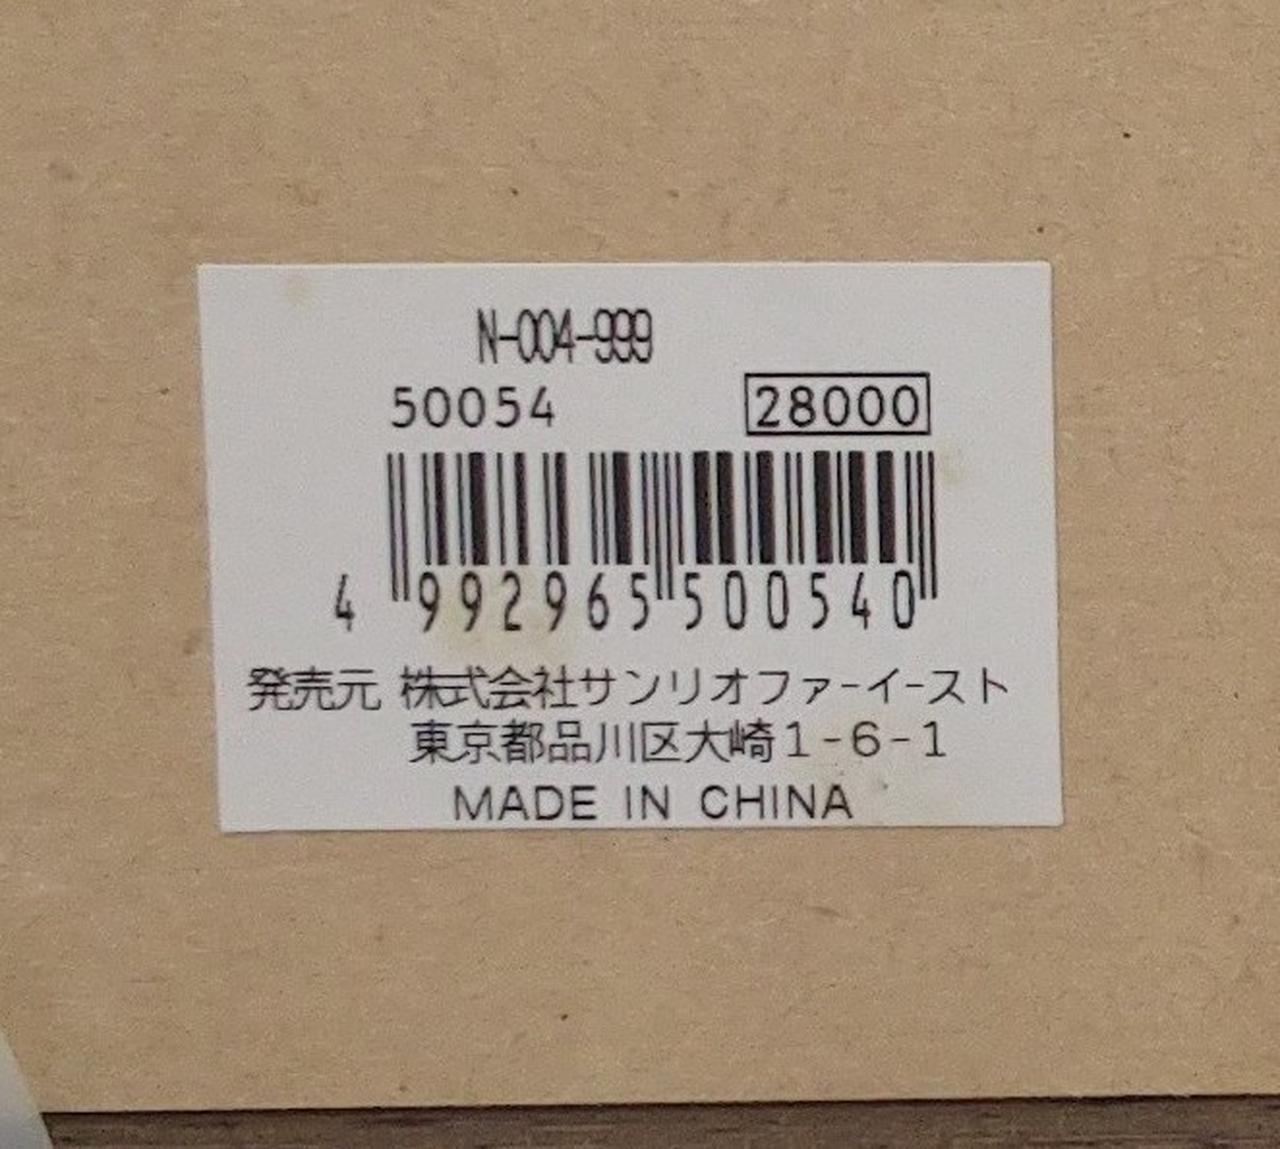 N-004-999
50054 28000
4 992965 500540
発売元 株式会社サンリオファーイースト
東京都品川区大崎1-6-1
MADE IN CHINA